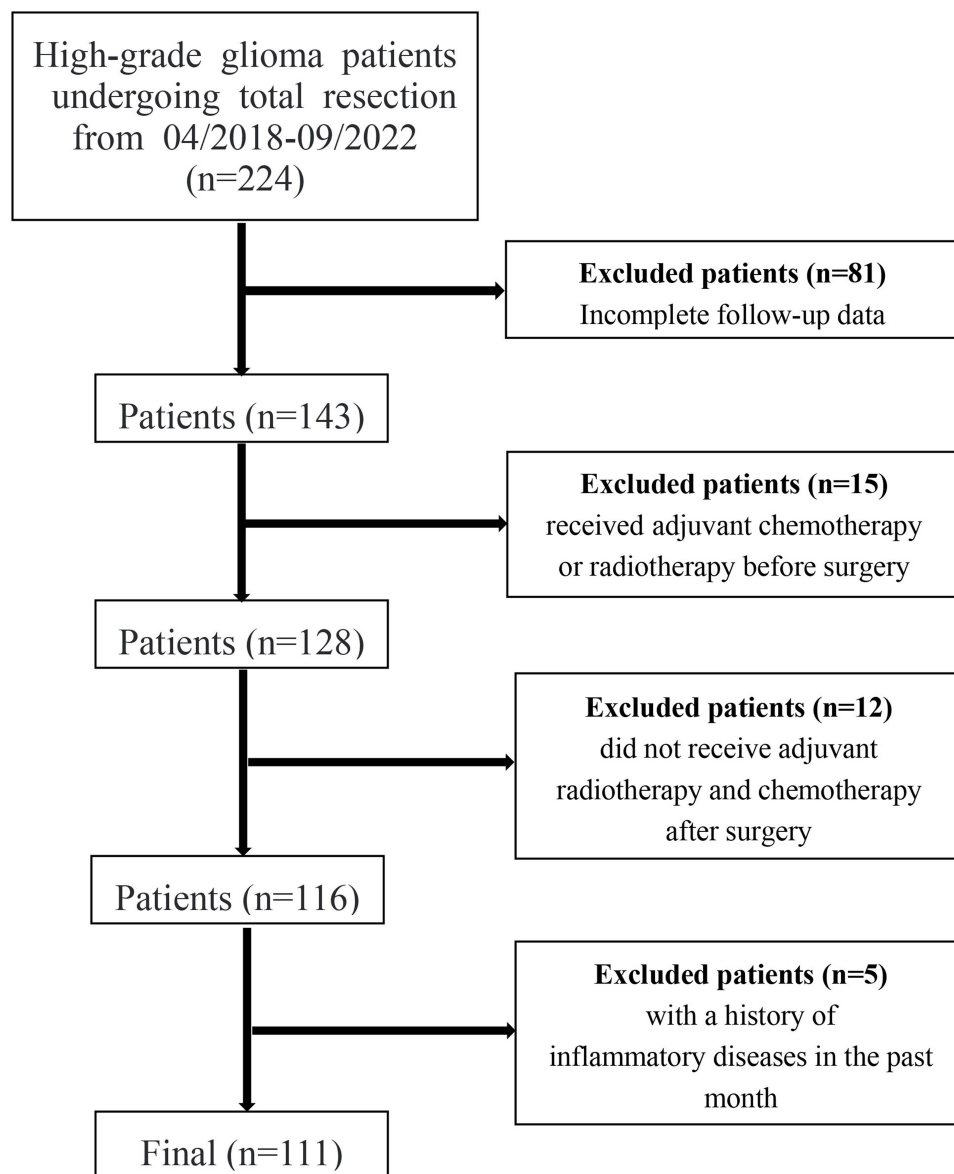 High-grade glioma patients
undergoing total resection
from 04/2018-09/2022
(n=224)
Excluded patients (n=81)
Incomplete follow-up data
Patients (n=143)
Excluded patients (n=15)
received adjuvant chemotherapy
or radiotherapy before surgery
Patients (n=128)
Excluded patients (n=12)
did not receive adjuvant
radiotherapy and chemotherapy
after surgery
Patients (n=116)
Excluded patients (n=5)
with a history of
inflammatory diseases in the past
month
Final (n=111)